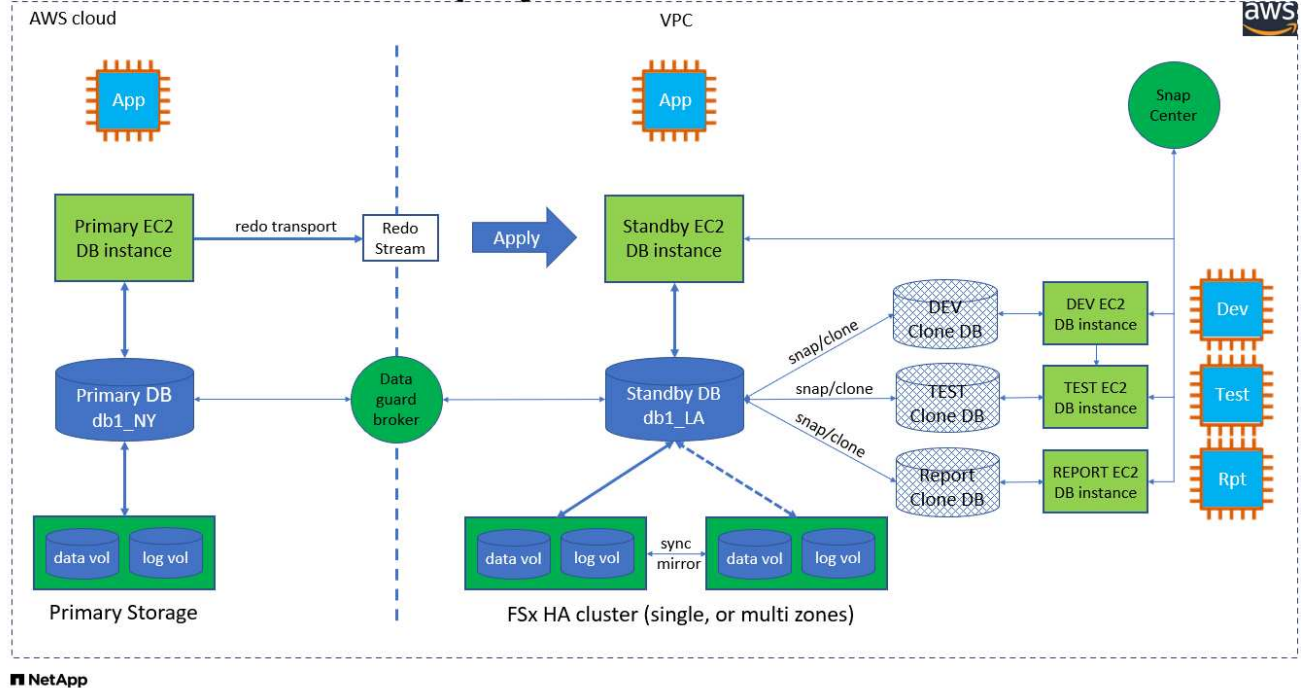 AWS cloud
VPC
aws
App
App
Snap
Center
Primary EC2
DB instance
redo transport
Redo
Stream
Apply
Standby EC2
DB instance
DEV
Clone DB
DEV EC2
DB instance
Dev
snap/clone
Primary DB
db1_NY
Data
guard
broker
Standby DB
db1_LA
snap/clone
TEST
Clone DB
TEST EC2
DB instance
Test
snap/clone
Report
Clone DB
REPORT EC2
DB instance
Rpt
data vol
log vol
data vol
log vol
sync
mirror
data vol
log vol
Primary Storage
FSx HA cluster (single, or multi zones)
NetApp